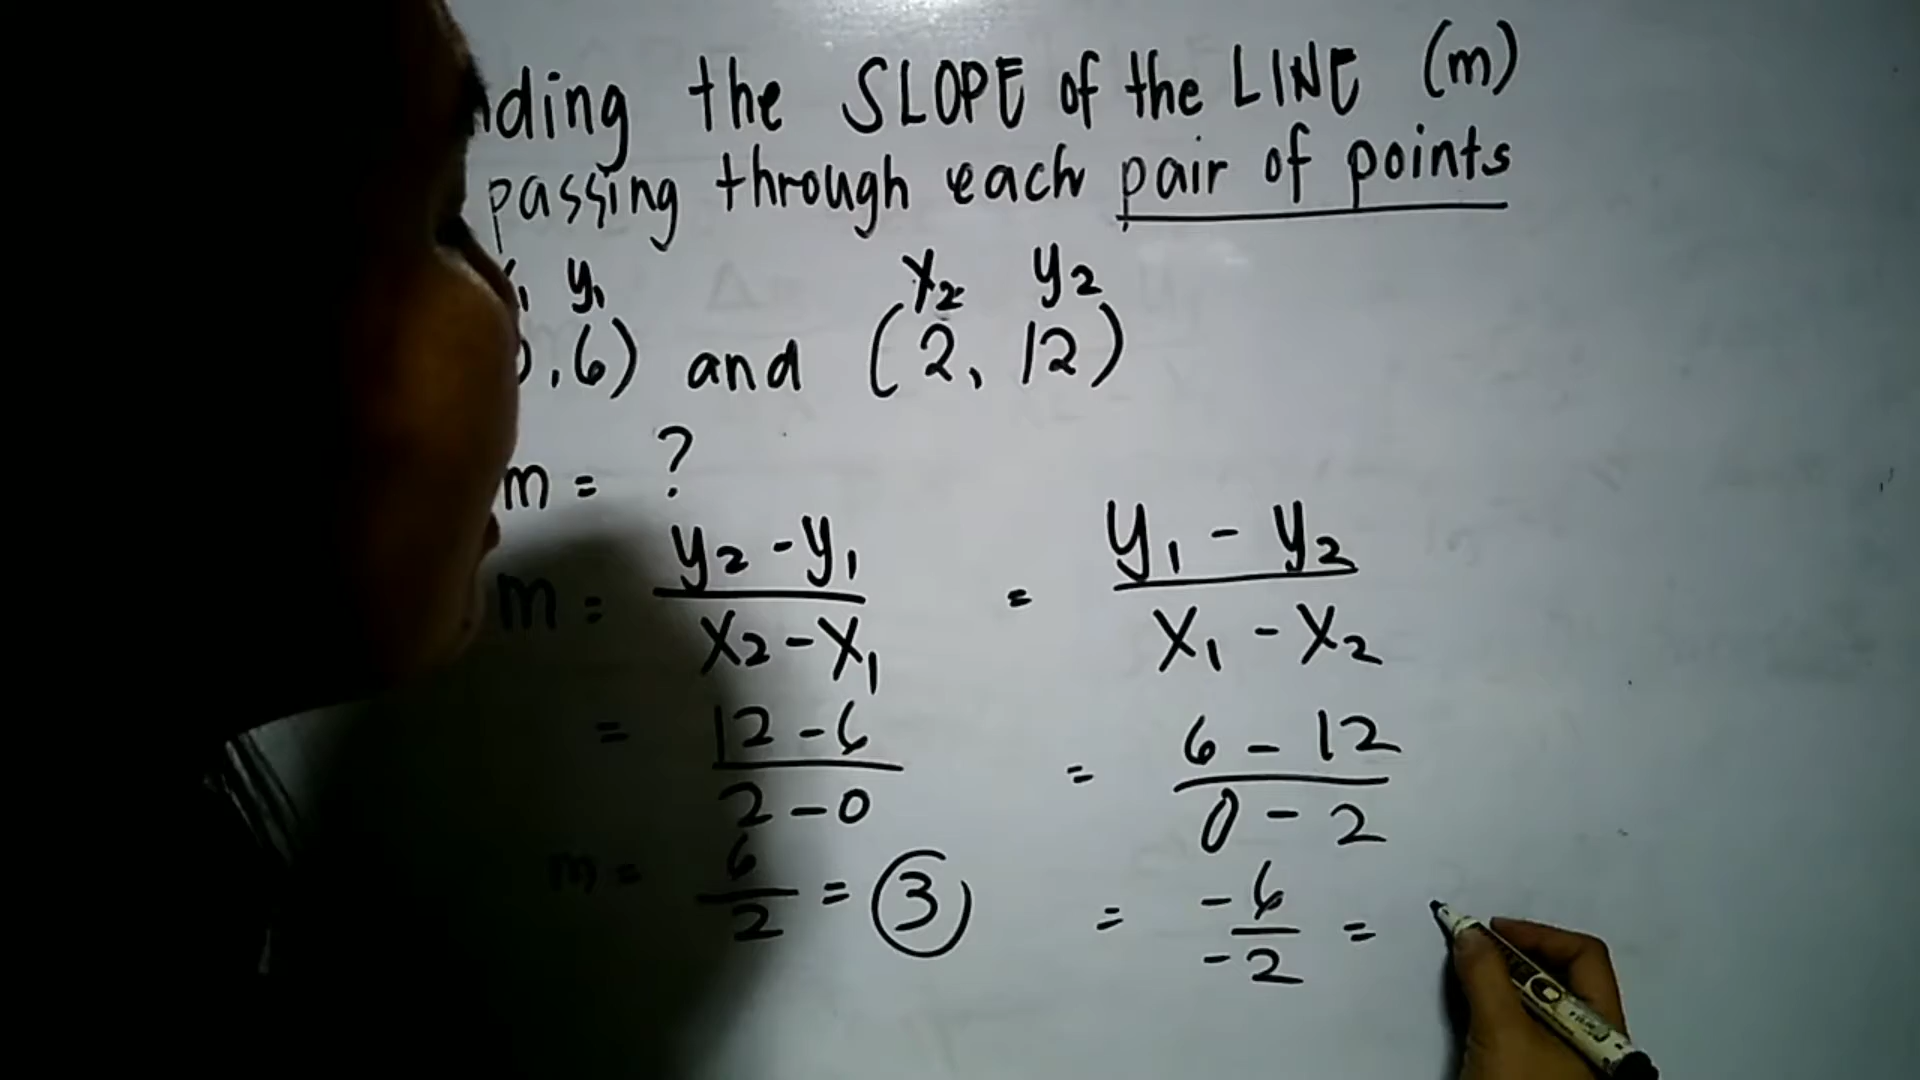 nding the SLOPE of the LINE (m)
passing through each pair of points
y₁ x₂ y₂
,6) and (2, 12)
m = ?
m = y₂ - y₁ / x₂ - x₁ = y₁ - y₂ / x₁ - x₂
= 12 - 6 / 2 - 0 = 6 - 12 / 0 - 2
m = 6 / 2 = 3 = -6 / -2 =